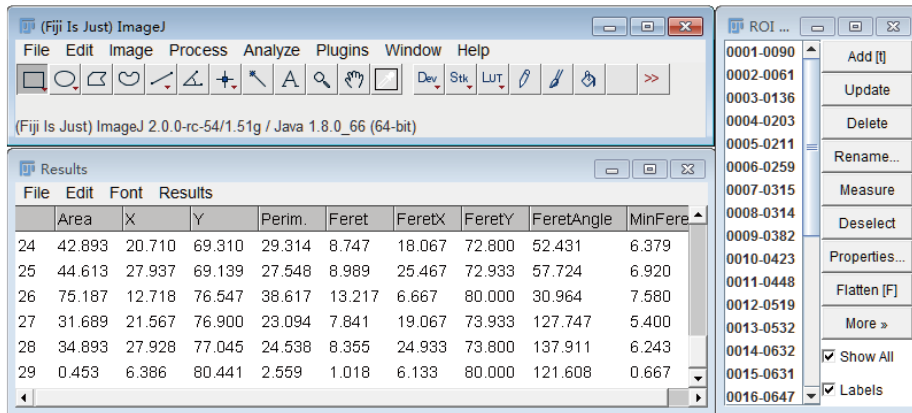 (Fiji Is Just) ImageJ
File Edit Image Process Analyze Plugins Window Help
A Dev Stk LUT >>
(Fiji Is Just) ImageJ 2.0.0-rc-54/1.51g / Java 1.8.0_66 (64-bit)
Results
File Edit Font Results
Area X Y Perim. Feret FeretX FeretY FeretAngle MinFere
24 42.893 20.710 69.310 29.314 8.747 18.067 72.800 52.431 6.379
25 44.613 27.937 69.139 27.548 8.989 25.467 72.933 57.724 6.920
26 75.187 12.718 76.547 38.617 13.217 6.667 80.000 30.964 7.580
27 31.689 21.567 76.900 23.094 7.841 19.067 73.933 127.747 5.400
28 34.893 27.928 77.045 24.538 8.355 24.933 73.800 137.911 6.243
29 0.453 6.386 80.441 2.559 1.018 6.133 80.000 121.608 0.667
ROI ...
0001-0090
0002-0061
0003-0136
0004-0203
0005-0211
0006-0259
0007-0315
0008-0314
0009-0382
0010-0423
0011-0448
0012-0519
0013-0532
0014-0632
0015-0631
0016-0647
Add [t]
Update
Delete
Rename...
Measure
Deselect
Properties...
Flatten [F]
More »
Show All
Labels